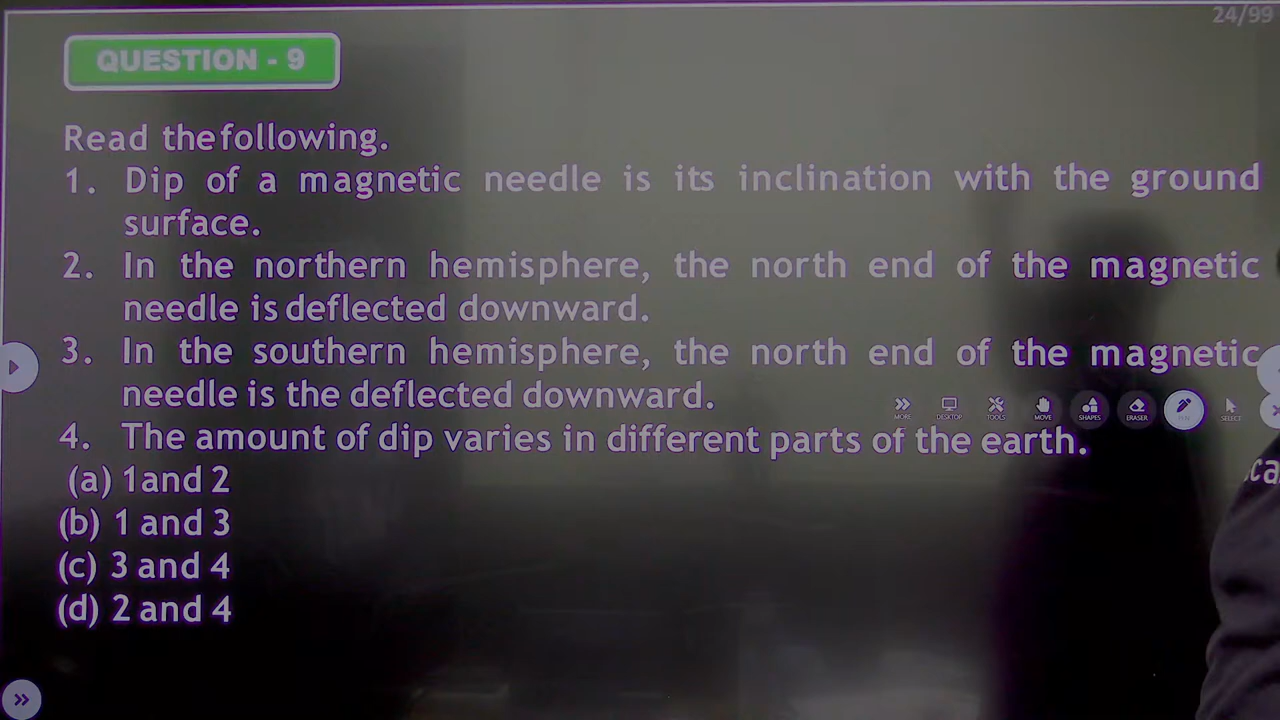 24/99
QUESTION - 9
Read the following.
1. Dip of a magnetic needle is its inclination with the ground
surface.
2. In the northern hemisphere, the north end of the magnetic
needle is deflected downward.
3. In the southern hemisphere, the north end of the magnetic
needle is the deflected downward.
MORE DESKTOP TOOLS MOVE SHAPES ERASER PEN SELECT
4. The amount of dip varies in different parts of the earth.
(a) 1and 2
(b) 1 and 3
(c) 3 and 4
(d) 2 and 4